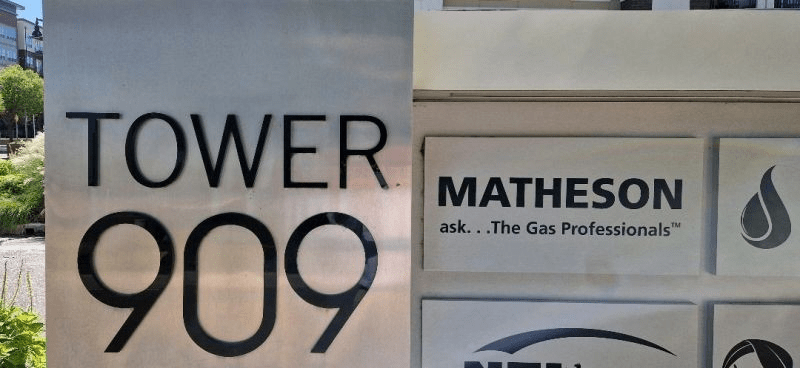 TOWER
909
MATHESON
ask. . .The Gas Professionals™